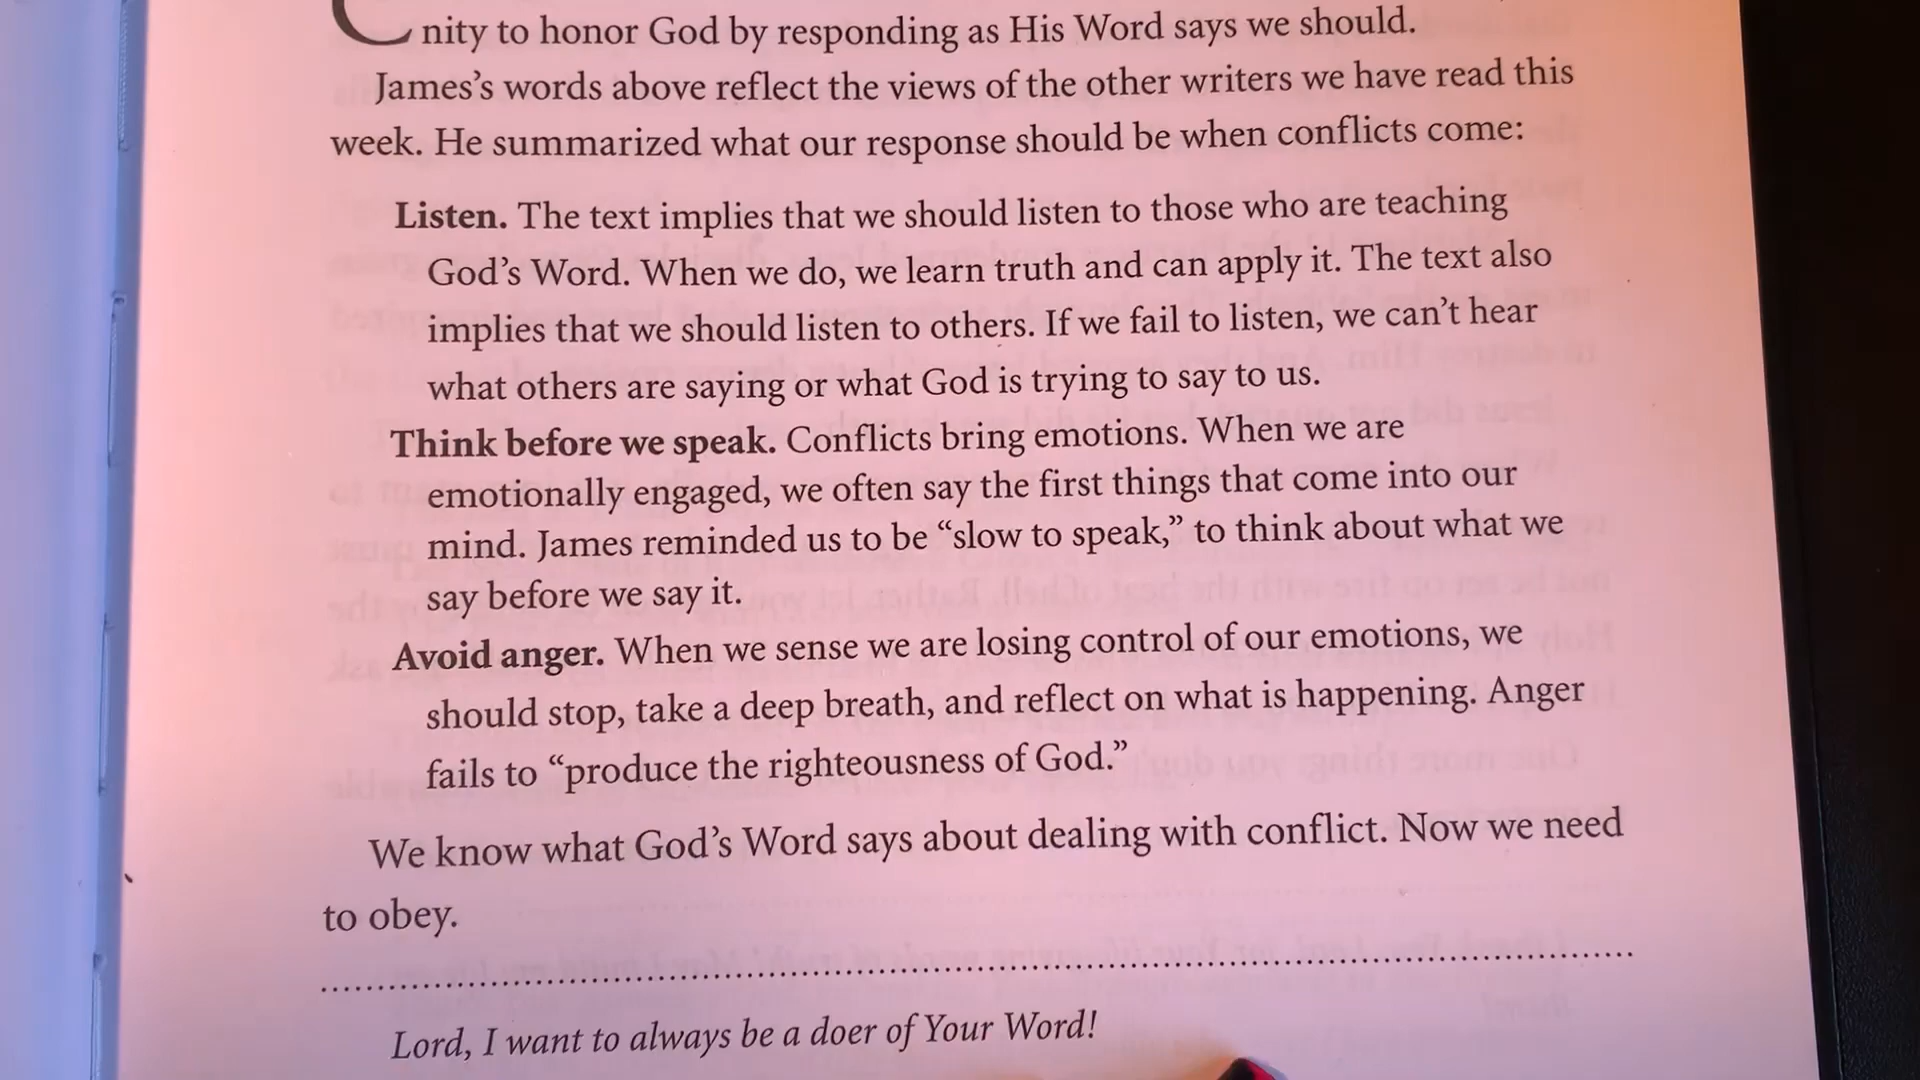 nity to honor God by responding as His Word says we should.
James’s words above reflect the views of the other writers we have read this
week. He summarized what our response should be when conflicts come:
Listen. The text implies that we should listen to those who are teaching
God’s Word. When we do, we learn truth and can apply it. The text also
implies that we should listen to others. If we fail to listen, we can’t hear
what others are saying or what God is trying to say to us.
Think before we speak. Conflicts bring emotions. When we are
emotionally engaged, we often say the first things that come into our
mind. James reminded us to be “slow to speak,” to think about what we
say before we say it.
Avoid anger. When we sense we are losing control of our emotions, we
should stop, take a deep breath, and reflect on what is happening. Anger
fails to “produce the righteousness of God.”
We know what God’s Word says about dealing with conflict. Now we need
to obey.
Lord, I want to always be a doer of Your Word!